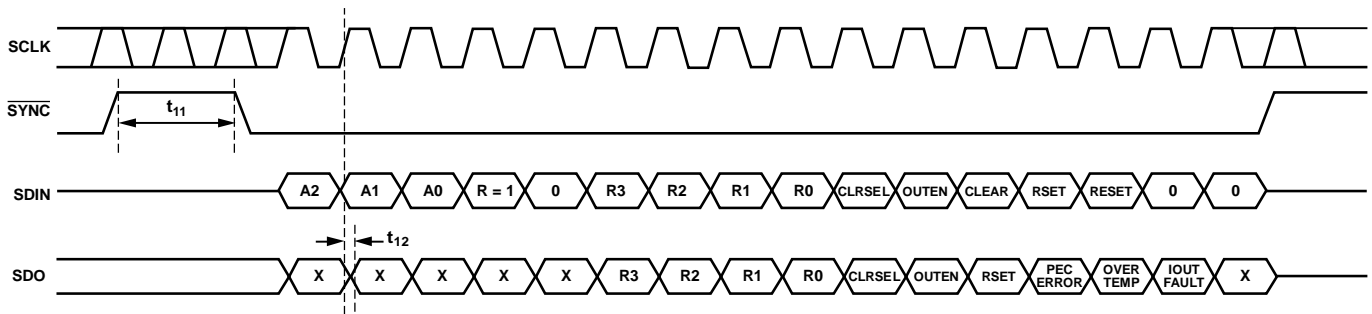 SCLK
SYNC
t11
SDIN A2 A1 A0 R = 1 0 R3 R2 R1 R0 CLRSEL OUTEN CLEAR RSET RESET 0 0
t12
SDO X X X X X R3 R2 R1 R0 CLRSEL OUTEN RSET PEC ERROR OVER TEMP IOUT FAULT X